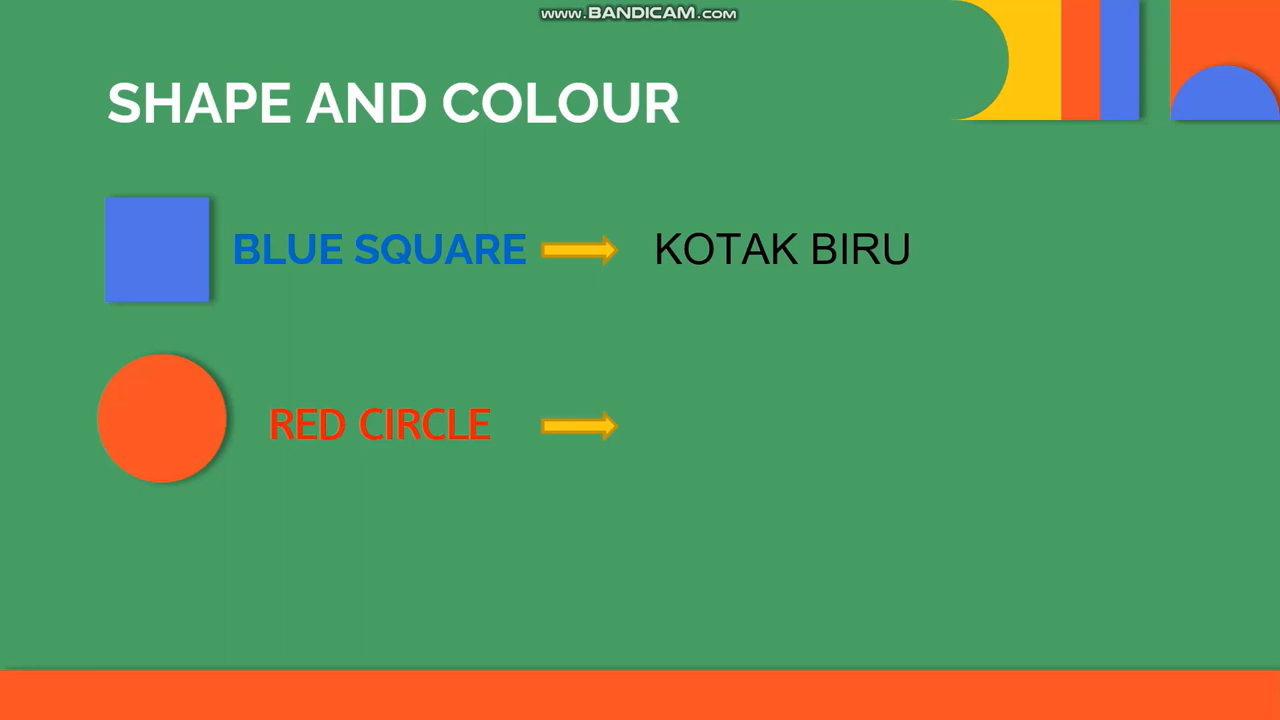 www.BANDICAM.com
SHAPE AND COLOUR
BLUE SQUARE KOTAK BIRU
RED CIRCLE